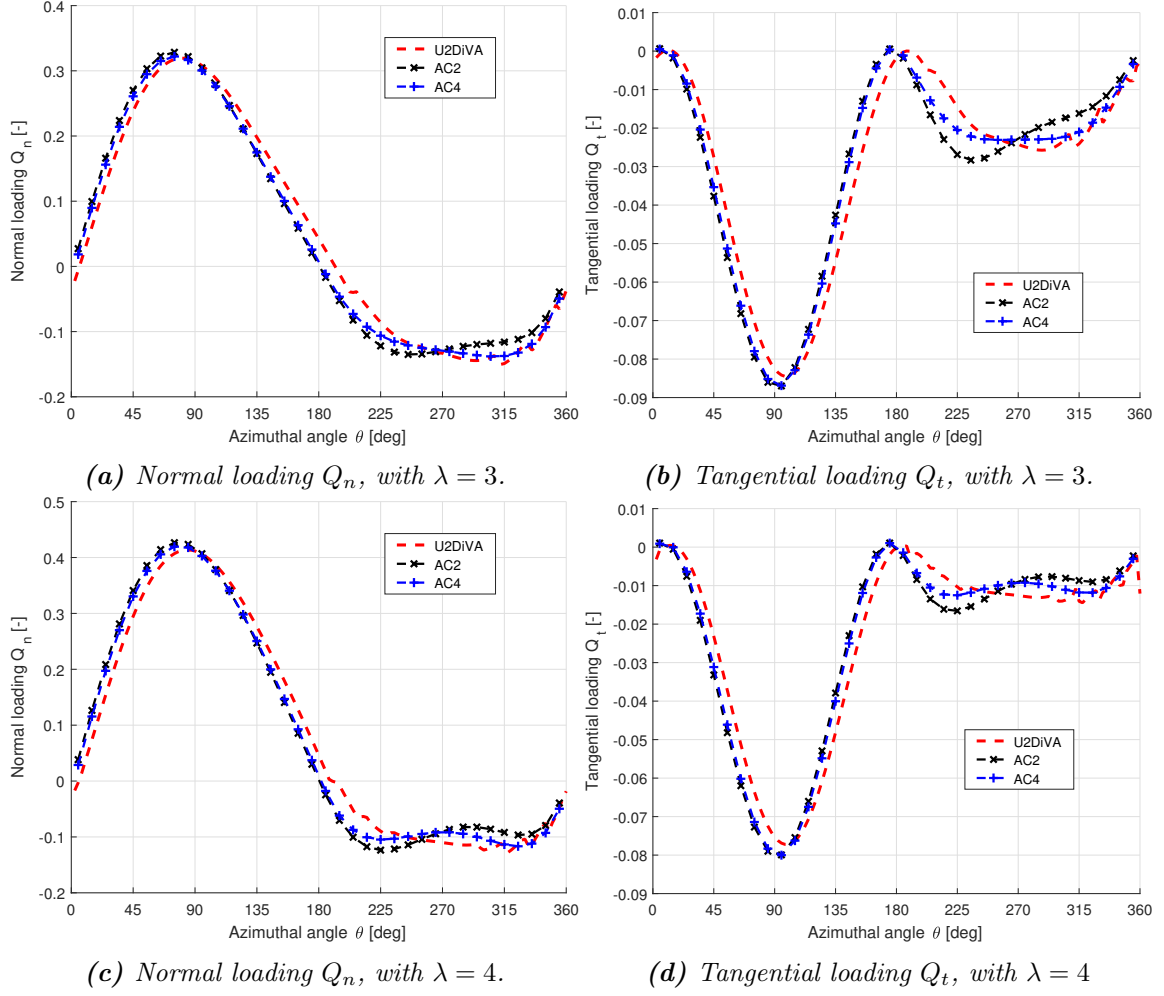 0.4
0.3
0.2
0.1
0
-0.1
-0.2
0 45 90 135 180 225 270 315 360
Normal loading Q_n [-]
Azimuthal angle θ [deg]
U2DiVA
AC2
AC4
(a) Normal loading Q_n, with λ = 3.
0.01
0
-0.01
-0.02
-0.03
-0.04
-0.05
-0.06
-0.07
-0.08
-0.09
0 45 90 135 180 225 270 315 360
Tangential loading Q_t [-]
Azimuthal angle θ [deg]
U2DiVA
AC2
AC4
(b) Tangential loading Q_t, with λ = 3.
0.5
0.4
0.3
0.2
0.1
0
-0.1
-0.2
0 45 90 135 180 225 270 315 360
Normal loading Q_n [-]
Azimuthal angle θ [deg]
U2DiVA
AC2
AC4
(c) Normal loading Q_n, with λ = 4.
0.01
0
-0.01
-0.02
-0.03
-0.04
-0.05
-0.06
-0.07
-0.08
-0.09
0 45 90 135 180 225 270 315 360
Tangential loading Q_t [-]
Azimuthal angle θ [deg]
U2DiVA
AC2
AC4
(d) Tangential loading Q_t, with λ = 4